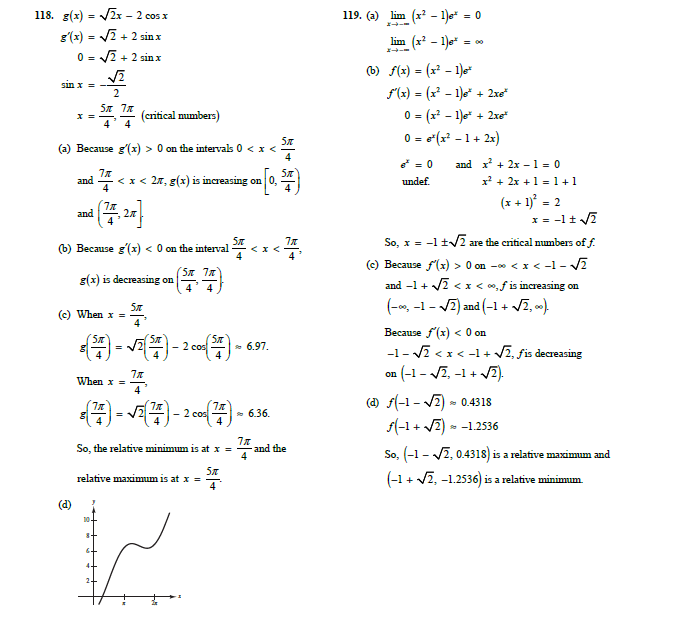 118. g(x) = √2x − 2 cos x
g′(x) = √2 + 2 sin x
0 = √2 + 2 sin x
sin x = −√2/2
x = 5π/4, 7π/4 (critical numbers)
(a) Because g′(x) > 0 on the intervals 0 < x < 5π/4
and 7π/4 < x < 2π, g(x) is increasing on [0, 5π/4)
and (7π/4, 2π].
(b) Because g′(x) < 0 on the interval 5π/4 < x < 7π/4,
g(x) is decreasing on (5π/4, 7π/4).
(c) When x = 5π/4,
g(5π/4) = √2(5π/4) − 2 cos(5π/4) ≈ 6.97.
When x = 7π/4,
g(7π/4) = √2(7π/4) − 2 cos(7π/4) ≈ 6.36.
So, the relative minimum is at x = 7π/4 and the
relative maximum is at x = 5π/4.
(d)
y
10
8
6
4
2
π 2π x
119. (a) lim x→−∞ (x² − 1)eˣ = 0
lim x→−∞ (x² − 1)eˣ = ∞
(b) f(x) = (x² − 1)eˣ
f′(x) = (x² − 1)eˣ + 2xeˣ
0 = (x² − 1)eˣ + 2xeˣ
0 = eˣ(x² − 1 + 2x)
eˣ = 0 and x² + 2x − 1 = 0
undef. x² + 2x + 1 = 1 + 1
(x + 1)² = 2
x = −1 ± √2
So, x = −1 ±√2 are the critical numbers of f.
(c) Because f′(x) > 0 on −∞ < x < −1 − √2
and −1 + √2 < x < ∞, f is increasing on
(−∞, −1 − √2) and (−1 + √2, ∞).
Because f′(x) < 0 on
−1 − √2 < x < −1 + √2, f is decreasing
on (−1 − √2, −1 + √2).
(d) f(−1 − √2) ≈ 0.4318
f(−1 + √2) ≈ −1.2536
So, (−1 − √2, 0.4318) is a relative maximum and
(−1 + √2, −1.2536) is a relative minimum.